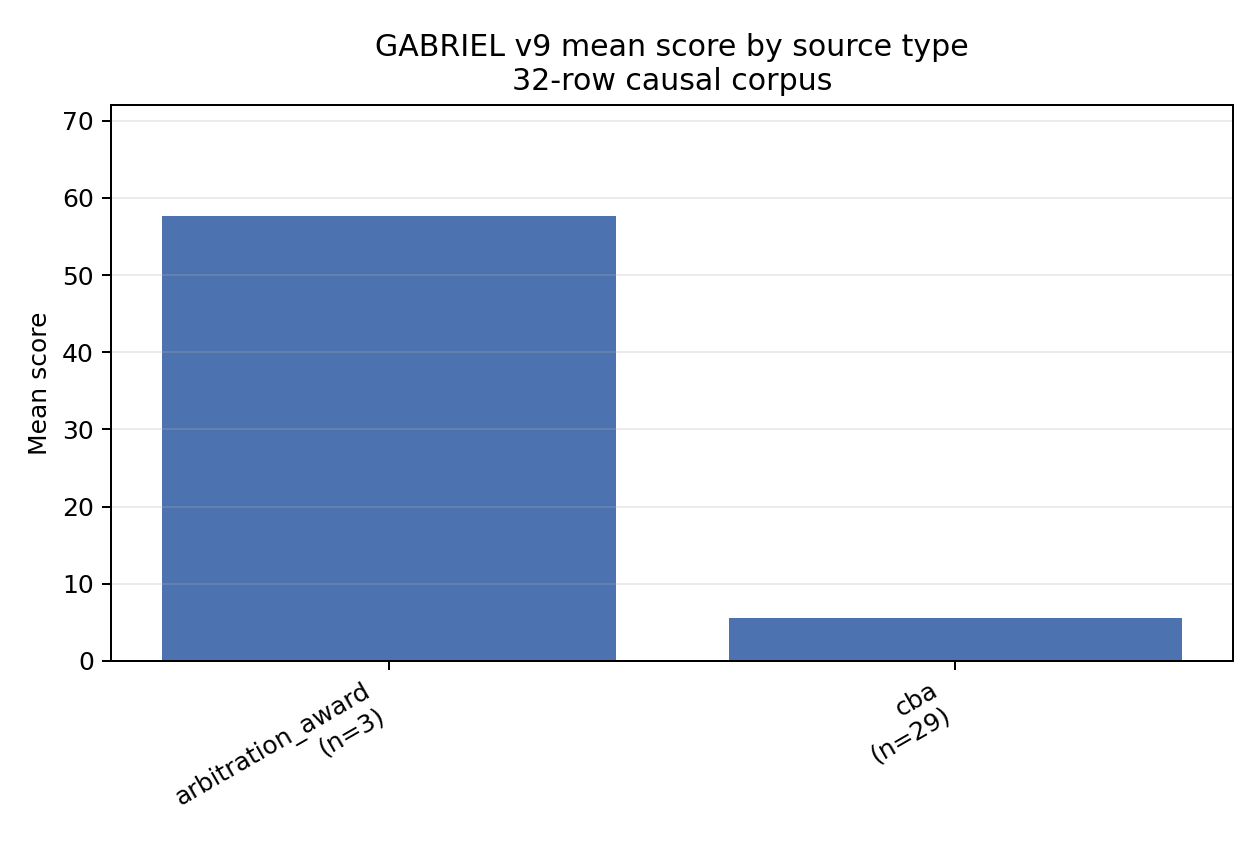 GABRIEL v9 mean score by source type
32-row causal corpus
Mean score
70
60
50
40
30
20
10
0
arbitration_award
(n=3)
cba
(n=29)